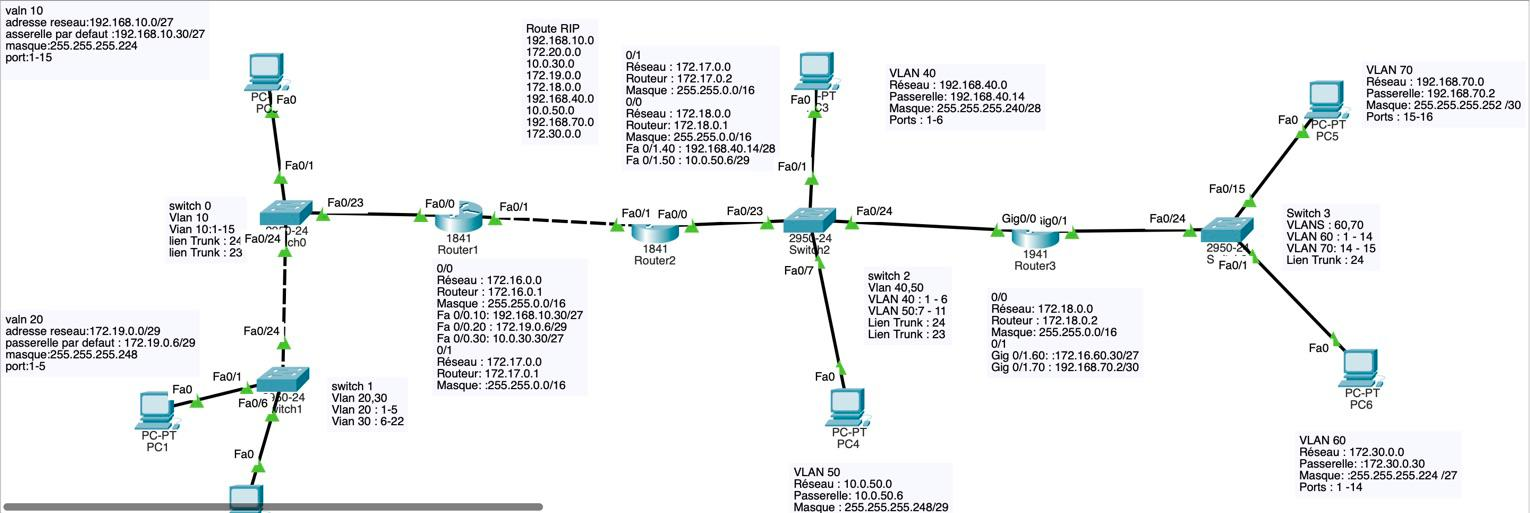 valn 10
adresse reseau:192.168.10.0/27
asserelle par defaut :192.168.10.30/27
masque:255.255.255.224
port:1-15
Fa0
Fa0/1
switch 0
Vlan 10
Vlan 10:1-15
lien Trunk : 24
lien Trunk : 23
Fa0/23
Fa0/24
Fa0/24
valn 20
adresse reseau:172.19.0.0/29
passerelle par defaut : 172.19.0.6/29
masque:255.255.255.248
port:1-5
Fa0
Fa0/1
Fa0/6
PC-PT
PC1
Fa0
switch 1
Vlan 20,30
Vlan 20 : 1-5
Vian 30 : 6-22
Fa0/0
Fa0/1
1841
Router1
0/0
Réseau : 172.16.0.0
Routeur : 172.16.0.1
Masque : 255.255.0.0/16
Fa 0/0.10: 192.168.10.30/27
Fa 0/0.20 : 172.19.0.6/29
Fa 0/0.30: 10.0.30.30/27
0/1
Réseau : 172.17.0.0
Routeur: 172.17.0.1
Masque : :255.255.0.0/16
Route RIP
192.168.10.0
172.20.0.0
10.0.30.0
172.19.0.0
172.18.0.0
192.168.40.0
10.0.50.0
192.168.70.0
172.30.0.0
0/1
Réseau : 172.17.0.0
Routeur : 172.17.0.2
Masque : 255.255.0.0/16
0/0
Réseau : 172.18.0.0
Routeur: 172.18.0.1
Masque: 255.255.0.0/16
Fa 0/1.40 : 192.168.40.14/28
Fa 0/1.50 : 10.0.50.6/29
Fa0/1
Fa0/0
1841
Router2
Fa0
Fa0/1
Fa0/23
Fa0/24
2950-24
Switch2
Fa0/7
VLAN 40
Réseau : 192.168.40.0
Passerelle: 192.168.40.14
Masque: 255.255.255.240/28
Ports : 1-6
switch 2
Vlan 40,50
VLAN 40 : 1 - 6
VLAN 50:7 - 11
Lien Trunk : 24
Lien Trunk : 23
Fa0
PC-PT
PC4
VLAN 50
Réseau : 10.0.50.0
Passerelle: 10.0.50.6
Masque : 255.255.255.248/29
Gig0/0
ig0/1
1941
Router3
0/0
Réseau: 172.18.0.0
Routeur : 172.18.0.2
Masque: 255.255.0.0/16
0/1
Gig 0/1.60: :172.16.60.30/27
Gig 0/1.70 : 192.168.70.2/30
Fa0/24
Fa0/15
Fa0/1
Fa0
PC-PT
PC5
VLAN 70
Réseau : 192.168.70.0
Passerelle: 192.168.70.2
Masque: 255.255.255.252 /30
Ports : 15-16
Switch 3
VLANS : 60,70
VLAN 60 : 1 - 14
VLAN 70: 14 - 15
Lien Trunk : 24
Fa0
PC-PT
PC6
VLAN 60
Réseau : 172.30.0.0
Passerelle: :172.30.0.30
Masque: :255.255.255.224 /27
Ports : 1 -14